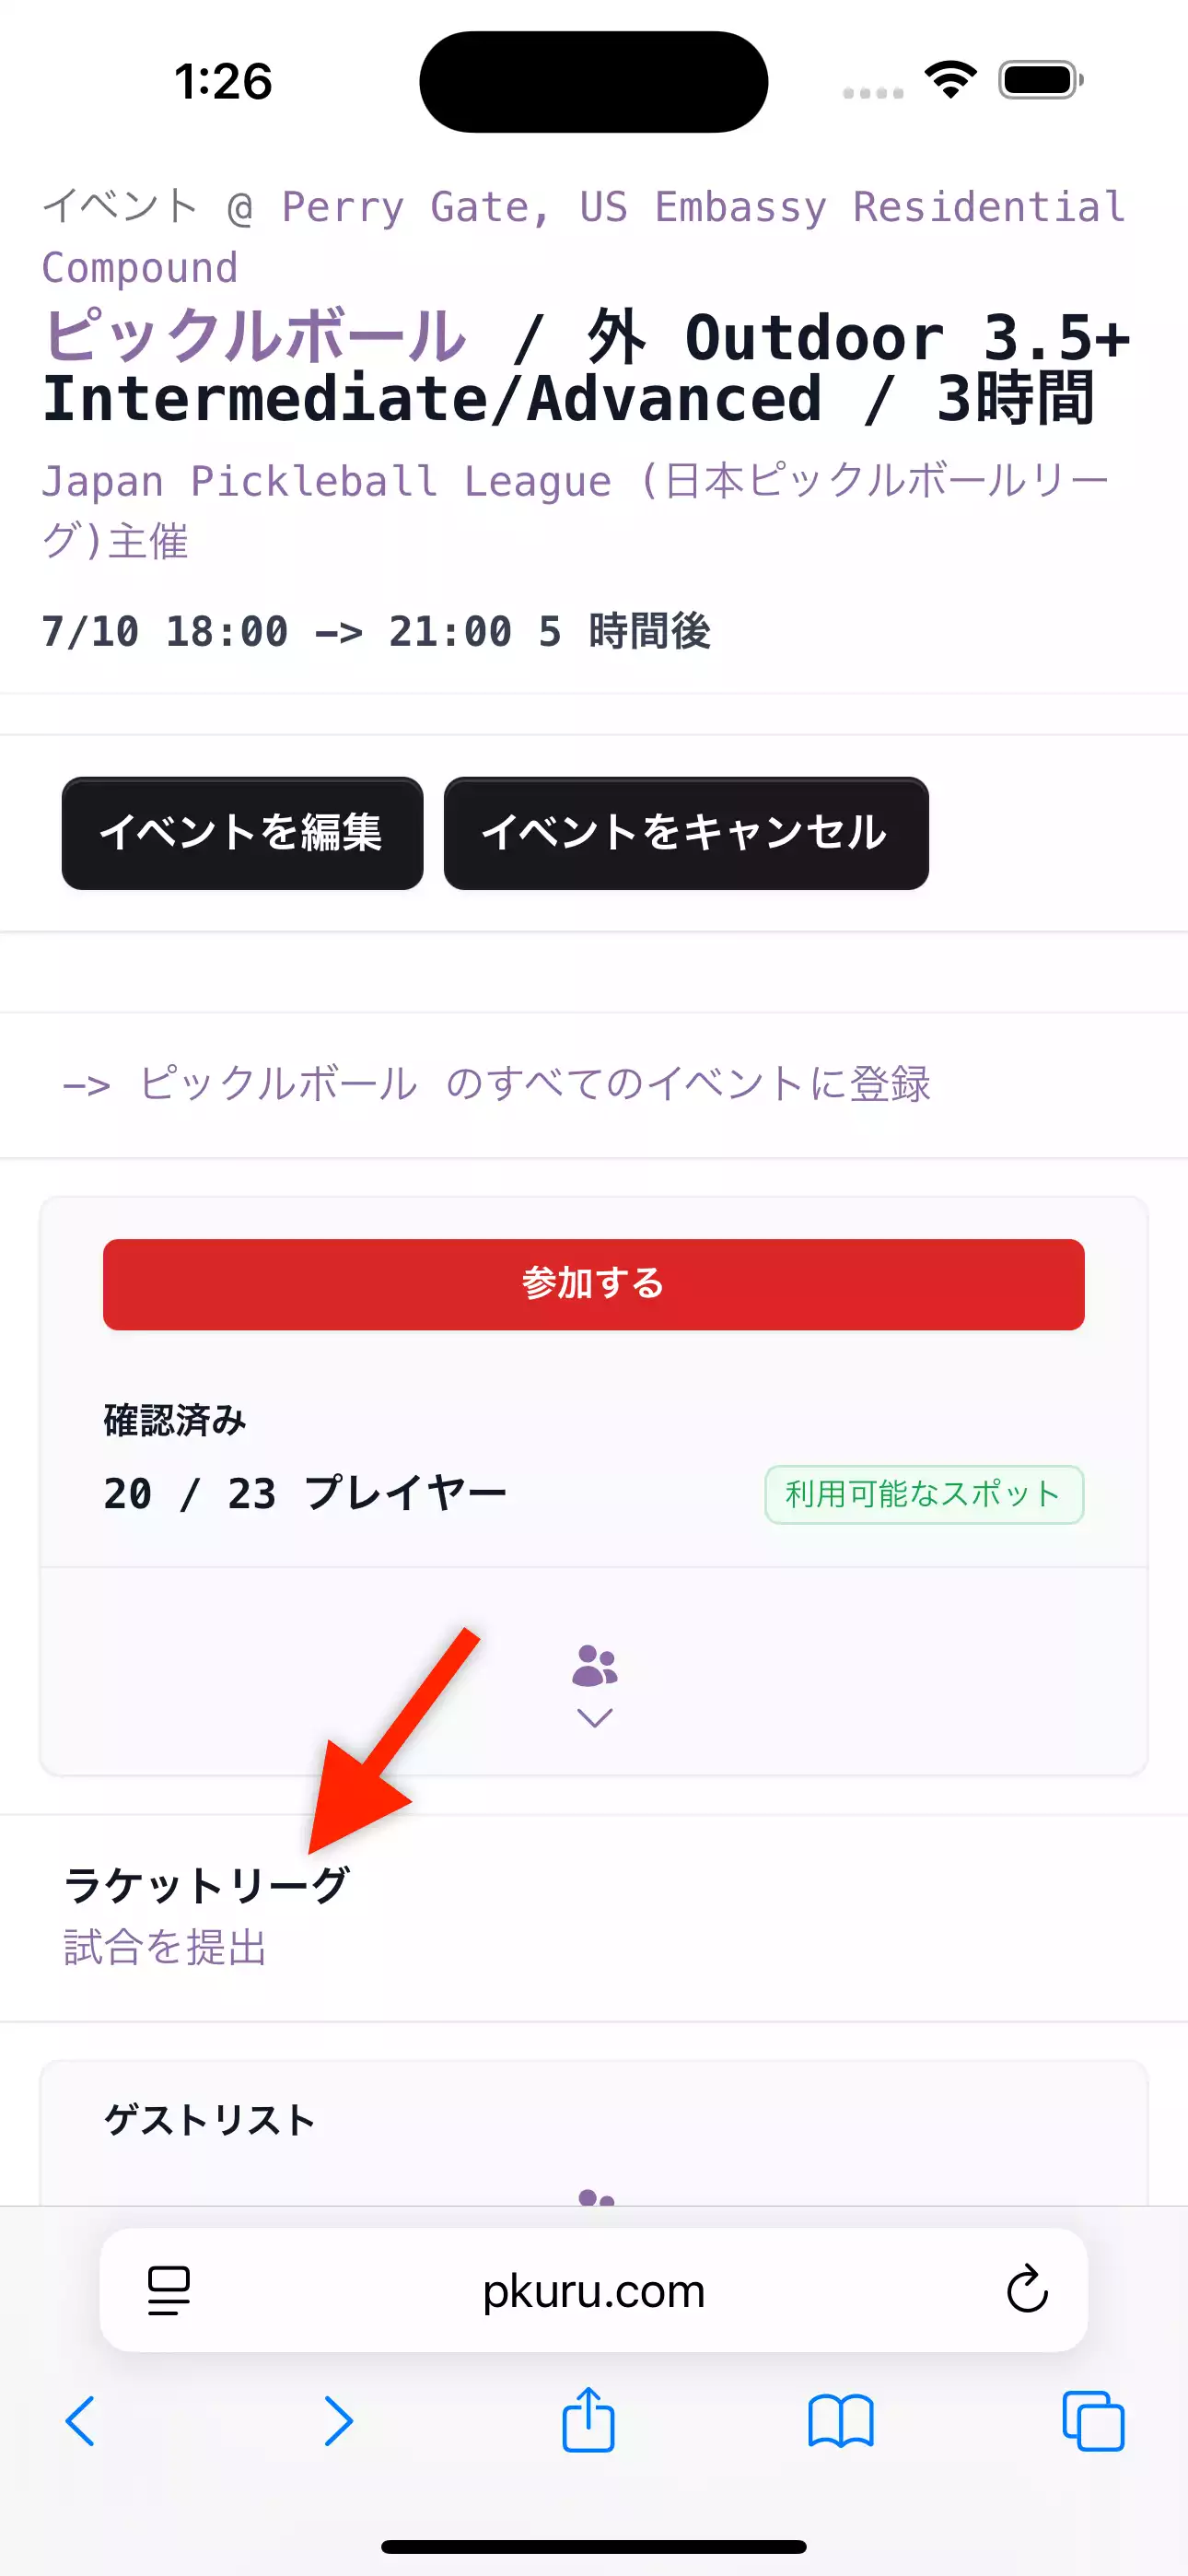 1:26
イベント @ Perry Gate, US Embassy Residential
Compound
ピックルボール / 外 Outdoor 3.5+
Intermediate/Advanced / 3時間
Japan Pickleball League (日本ピックルボールリー
グ)主催
7/10 18:00 —> 21:00 5 時間後
イベントを編集 イベントをキャンセル
—> ピックルボール のすべてのイベントに登録
参加する
確認済み
20 / 23 プレイヤー 利用可能なスポット
ラケットリーグ
試合を提出
ゲストリスト
pkuru.com